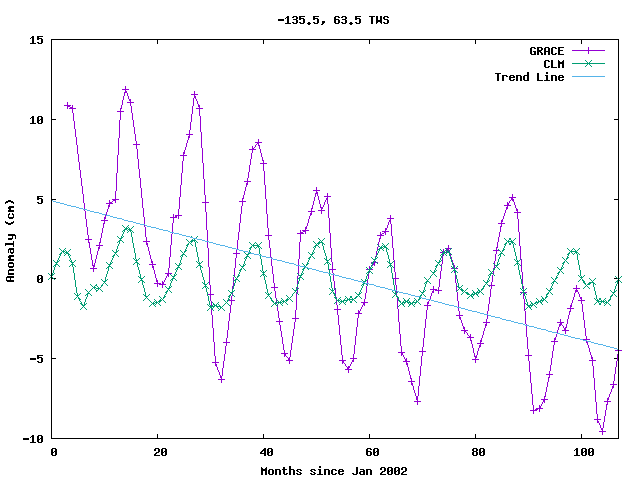 -135.5, 63.5 TWS
15
10
5
0
-5
-10
Anomaly (cm)
GRACE
CLM
Trend Line
0 20 40 60 80 100
Months since Jan 2002